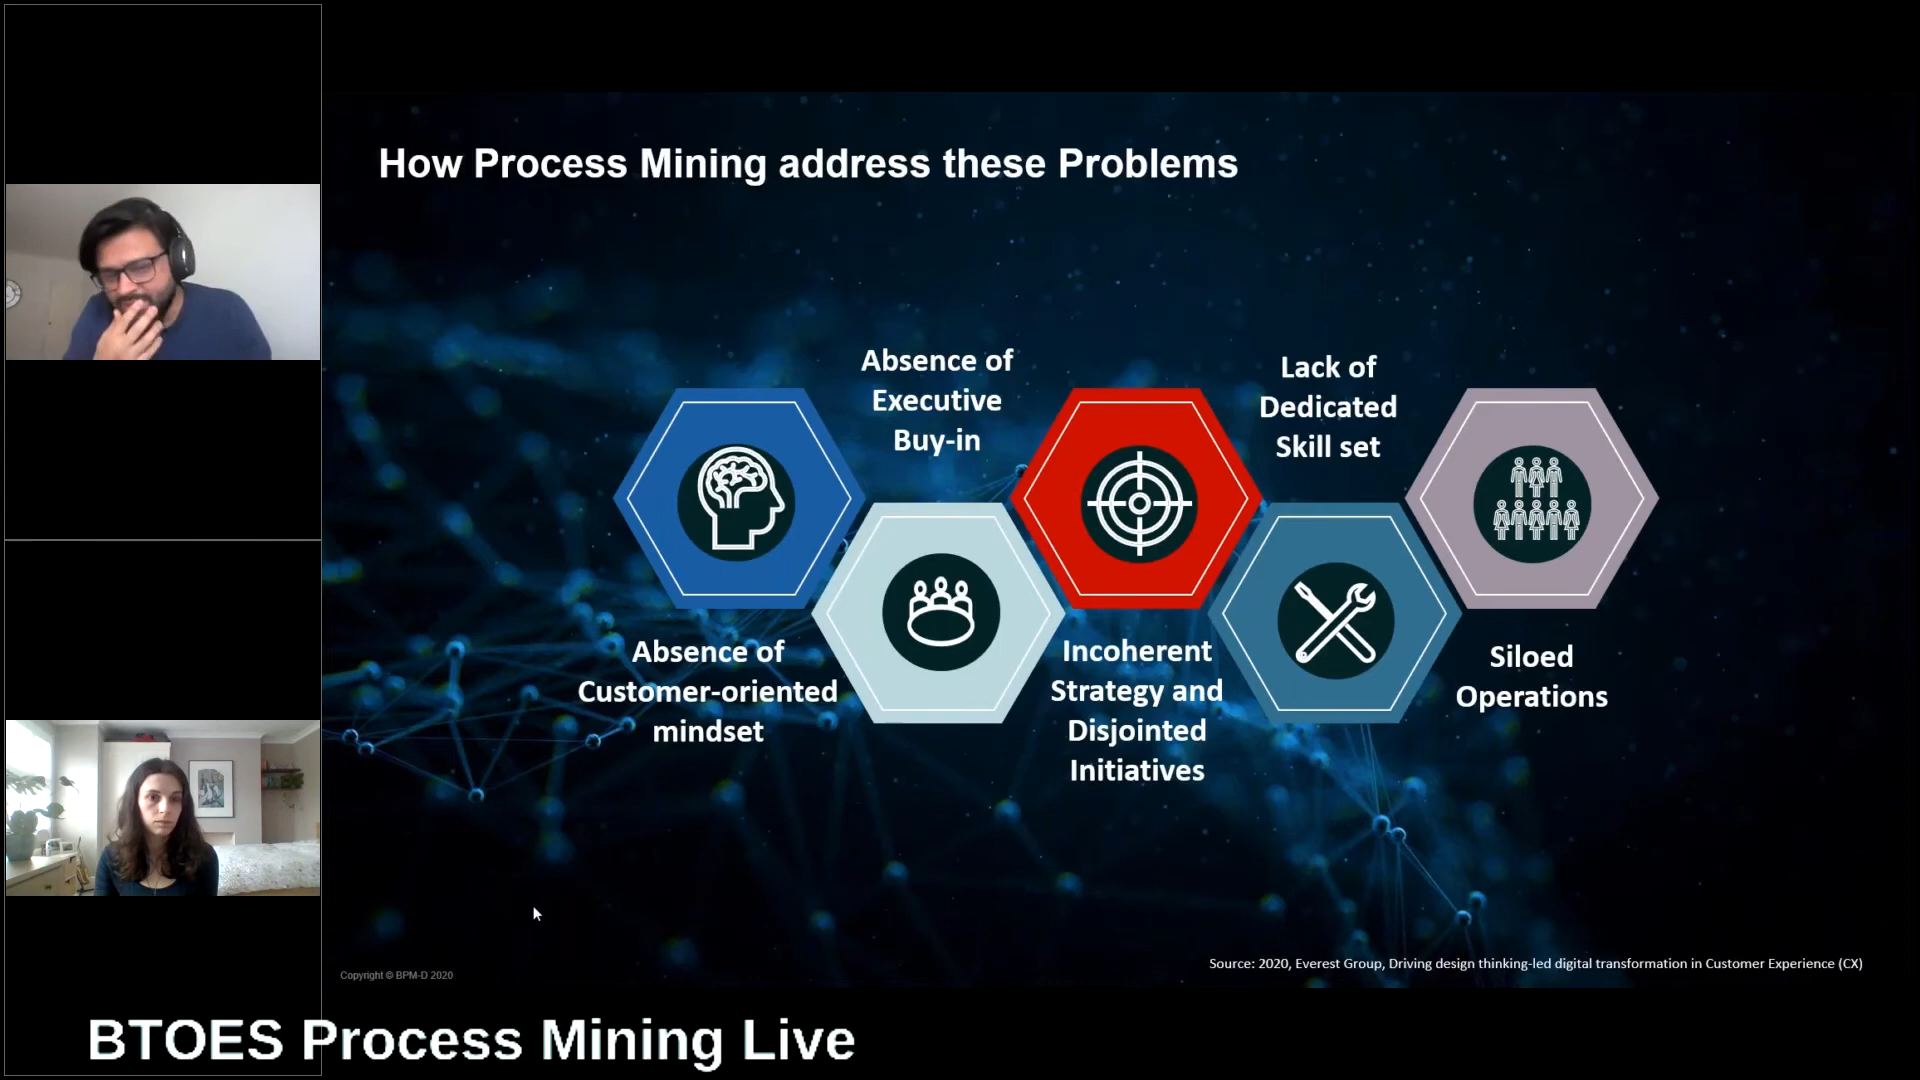 How Process Mining address these Problems
Absence of
Customer-oriented
mindset
Absence of
Executive
Buy-in
Incoherent
Strategy and
Disjointed
Initiatives
Lack of
Dedicated
Skill set
Siloed
Operations
Source: 2020, Everest Group, Driving design thinking-led digital transformation in Customer Experience (CX)
Copyright © BPM-D 2020
BTOES Process Mining Live